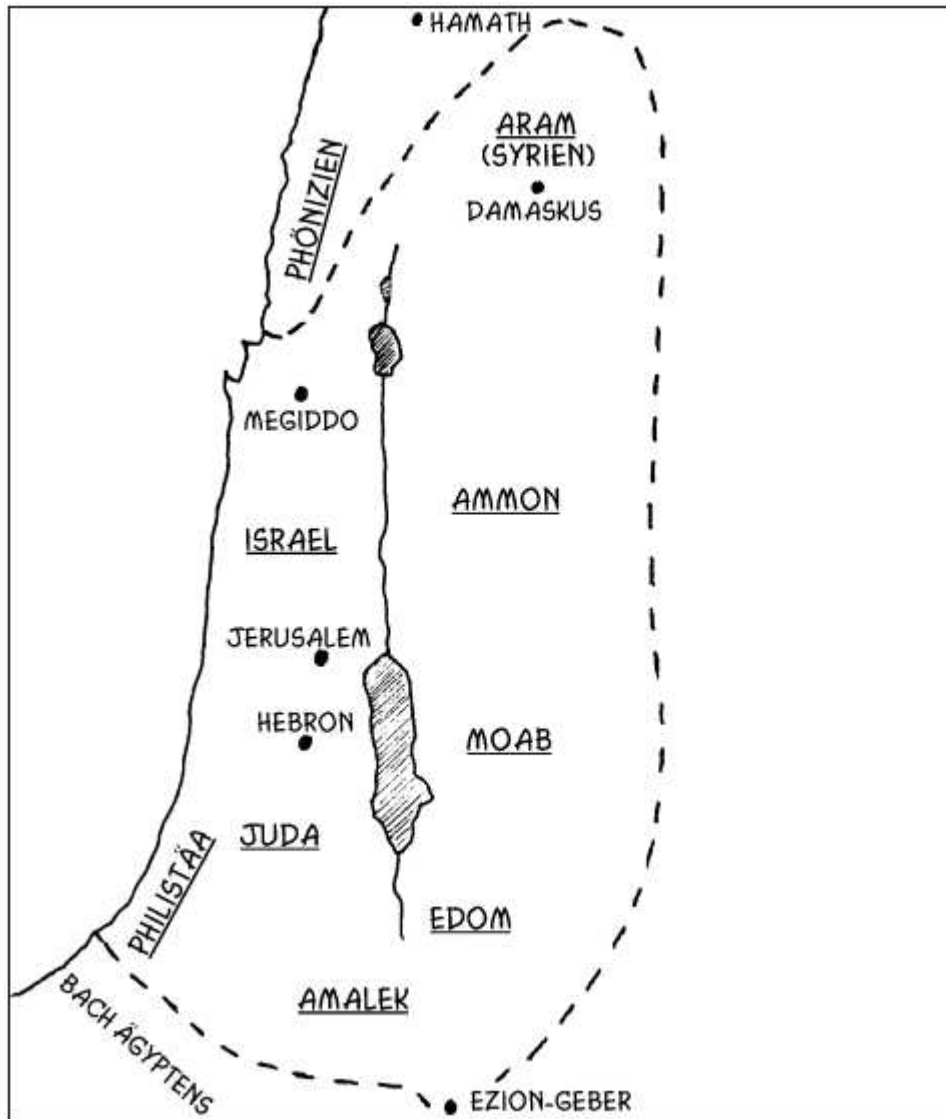 HAMATH
ARAM
(SYRIEN)
DAMASKUS
PHÖNIZIEN
MEGIDDO
AMMON
ISRAEL
JERUSALEM
HEBRON
MOAB
JUDA
PHILISTÄA
EDOM
AMALEK
BACH ÄGYPTENS
EZION-GEBER